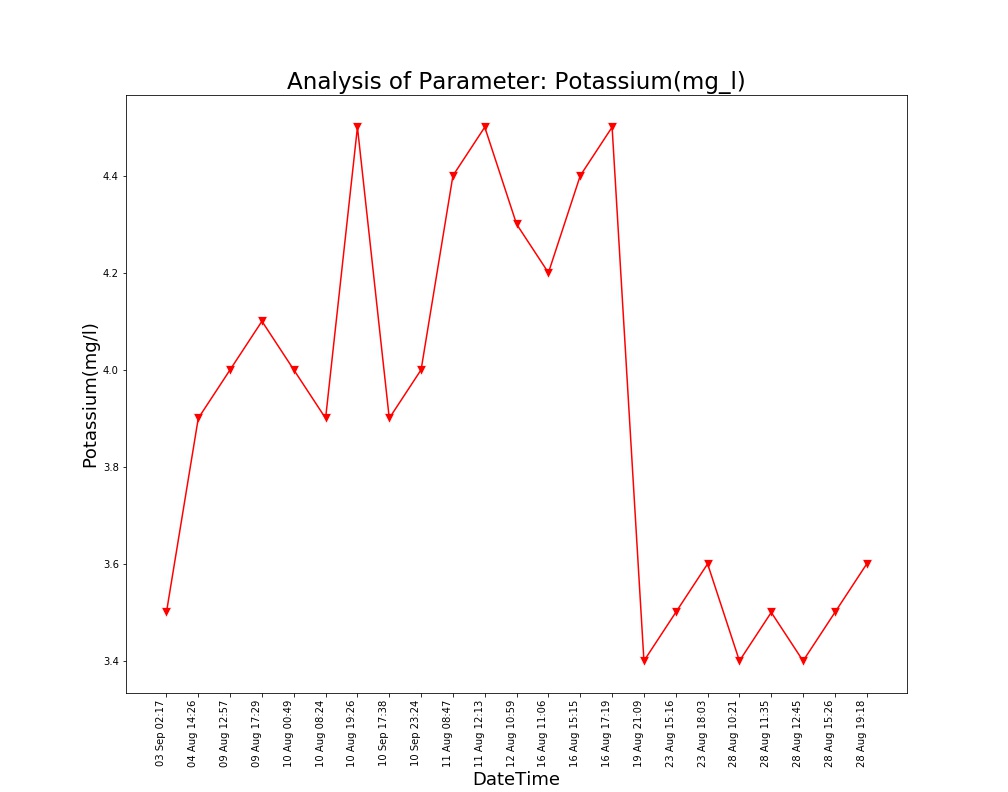 Analysis of Parameter: Potassium(mg_l)
Potassium(mg/l)
4.4
4.2
4.0
3.8
3.6
3.4
03 Sep 02:17
04 Aug 14:26
09 Aug 12:57
09 Aug 17:29
10 Aug 00:49
10 Aug 08:24
10 Aug 19:26
10 Sep 17:38
10 Sep 23:24
11 Aug 08:47
11 Aug 12:13
12 Aug 10:59
16 Aug 11:06
16 Aug 15:15
16 Aug 17:19
19 Aug 21:09
23 Aug 15:16
23 Aug 18:03
28 Aug 10:21
28 Aug 11:35
28 Aug 12:45
28 Aug 15:26
28 Aug 19:18
DateTime